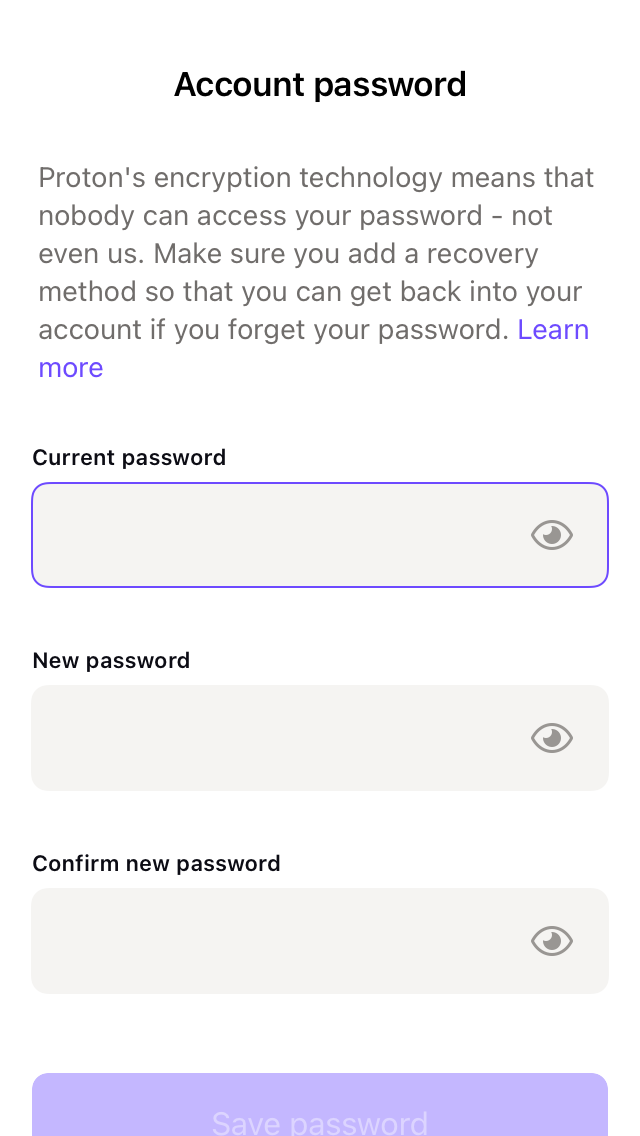 Account password
Proton's encryption technology means that
nobody can access your password - not
even us. Make sure you add a recovery
method so that you can get back into your
account if you forget your password. Learn
more
Current password
New password
Confirm new password
Save password